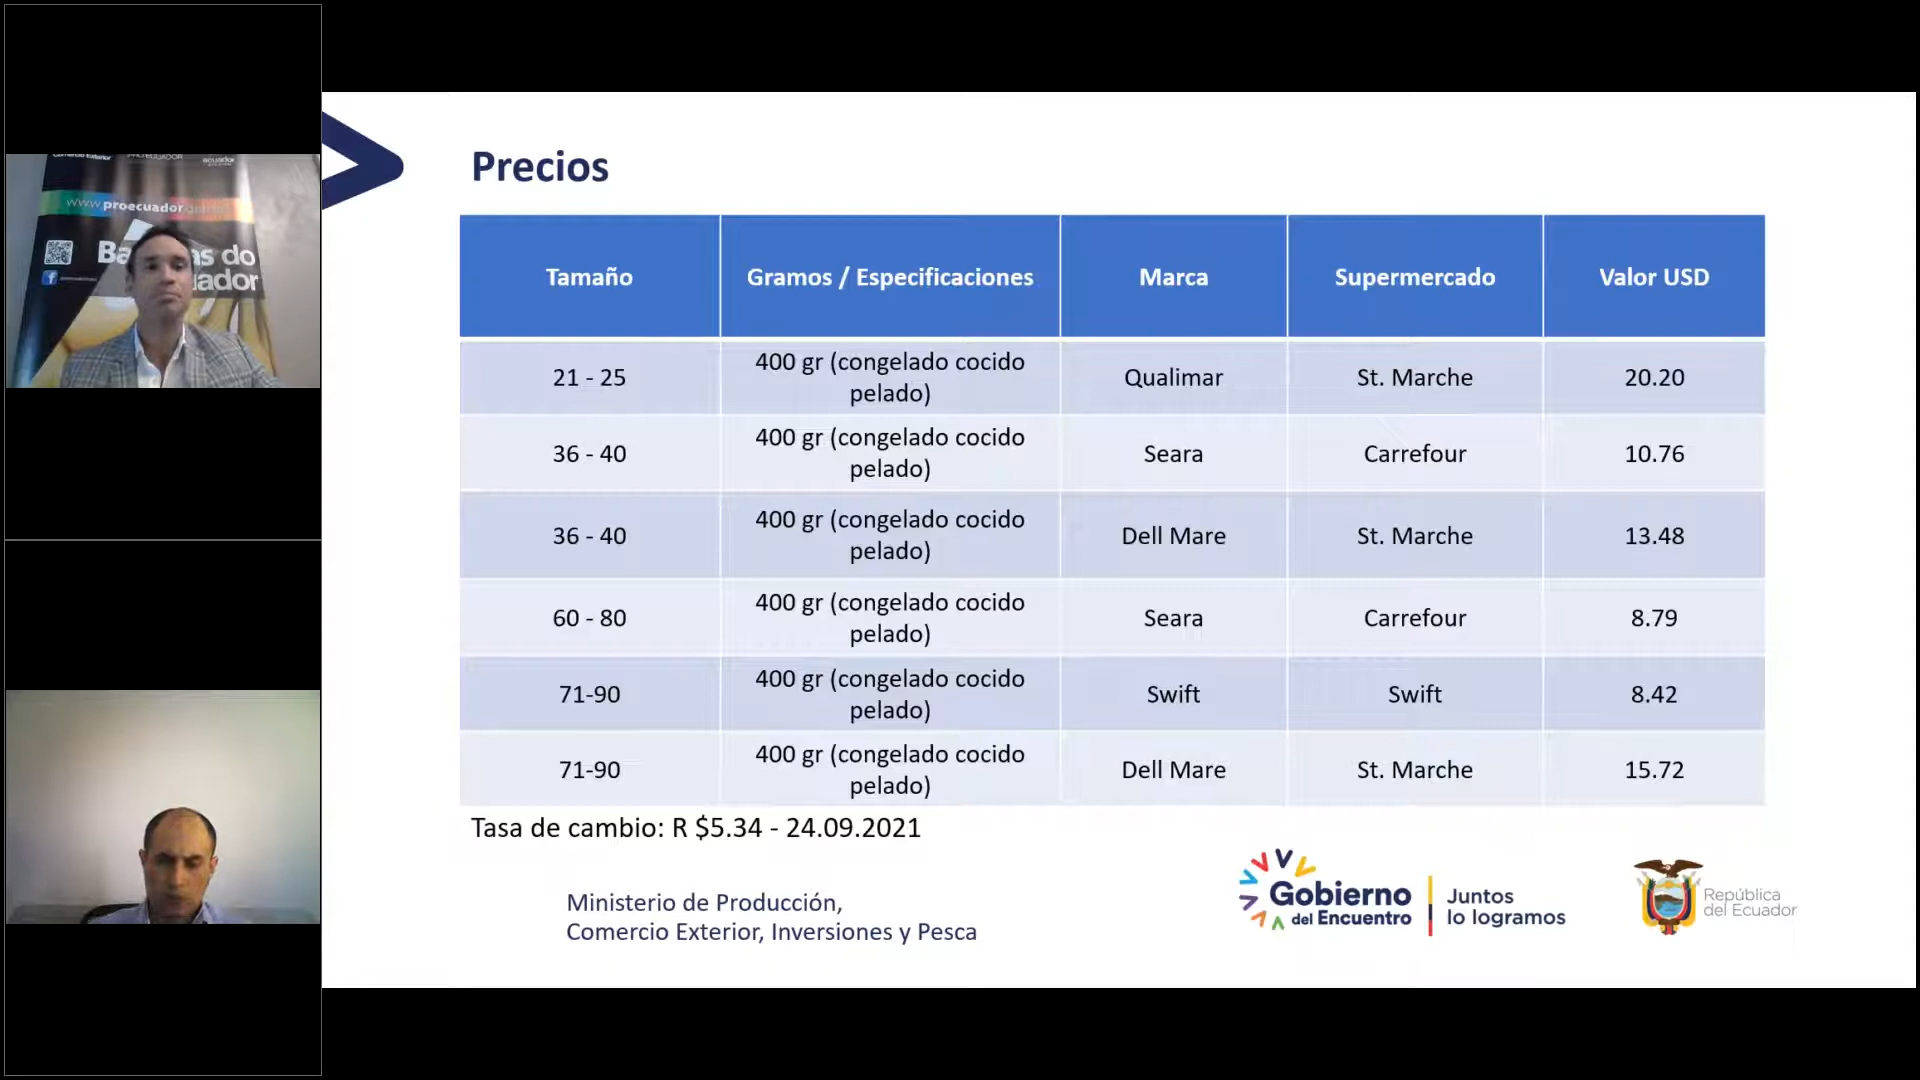 www.proecuador
Precios
Tamaño
Gramos / Especificaciones
Marca
Supermercado
Valor USD
21 - 25
400 gr (congelado cocido
pelado)
Qualimar
St. Marche
20.20
36 - 40
400 gr (congelado cocido
pelado)
Seara
Carrefour
10.76
36 - 40
400 gr (congelado cocido
pelado)
Dell Mare
St. Marche
13.48
60 - 80
400 gr (congelado cocido
pelado)
Seara
Carrefour
8.79
71-90
400 gr (congelado cocido
pelado)
Swift
Swift
8.42
71-90
400 gr (congelado cocido
pelado)
Dell Mare
St. Marche
15.72
Tasa de cambio: R $5.34 - 24.09.2021
Ministerio de Producción,
Comercio Exterior, Inversiones y Pesca
Gobierno
del Encuentro
Juntos
lo logramos
República
del Ecuador